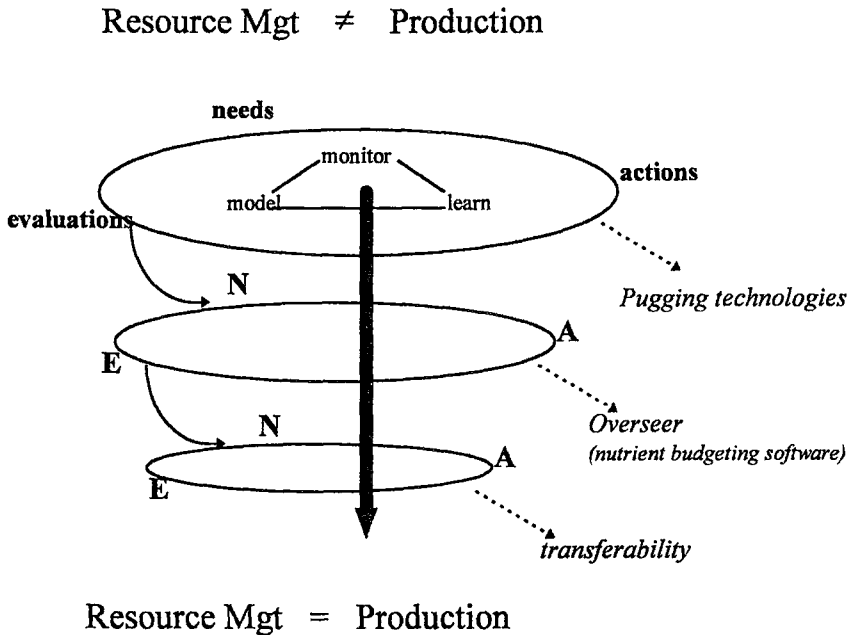 Resource Mgt ≠ Production
needs
monitor
actions
model
learn
evaluations
N
Pugging technologies
A
E
Overseer
(nutrient budgeting software)
N
A
E
transferability
Resource Mgt = Production